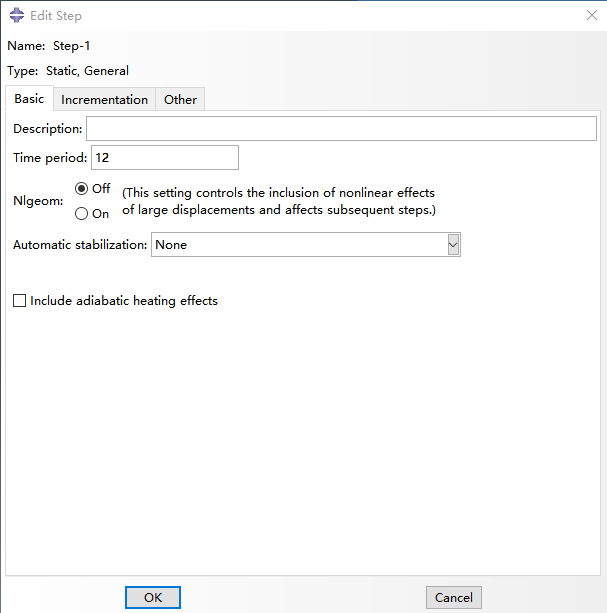 Edit Step
Name: Step-1
Type: Static, General
Basic Incrementation Other
Description:
Time period: 12
Nlgeom: Off (This setting controls the inclusion of nonlinear effects
On of large displacements and affects subsequent steps.)
Automatic stabilization: None
Include adiabatic heating effects
OK Cancel